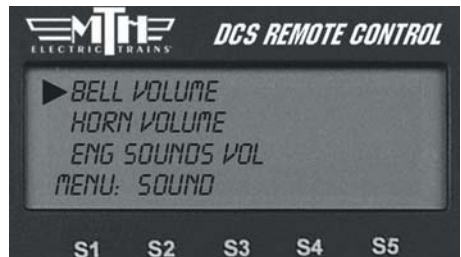 MTH
ELECTRIC TRAINS
DCS REMOTE CONTROL
BELL VOLUME
HORN VOLUME
ENG SOUNDS VOL
MENU: SOUND
S1 S2 S3 S4 S5